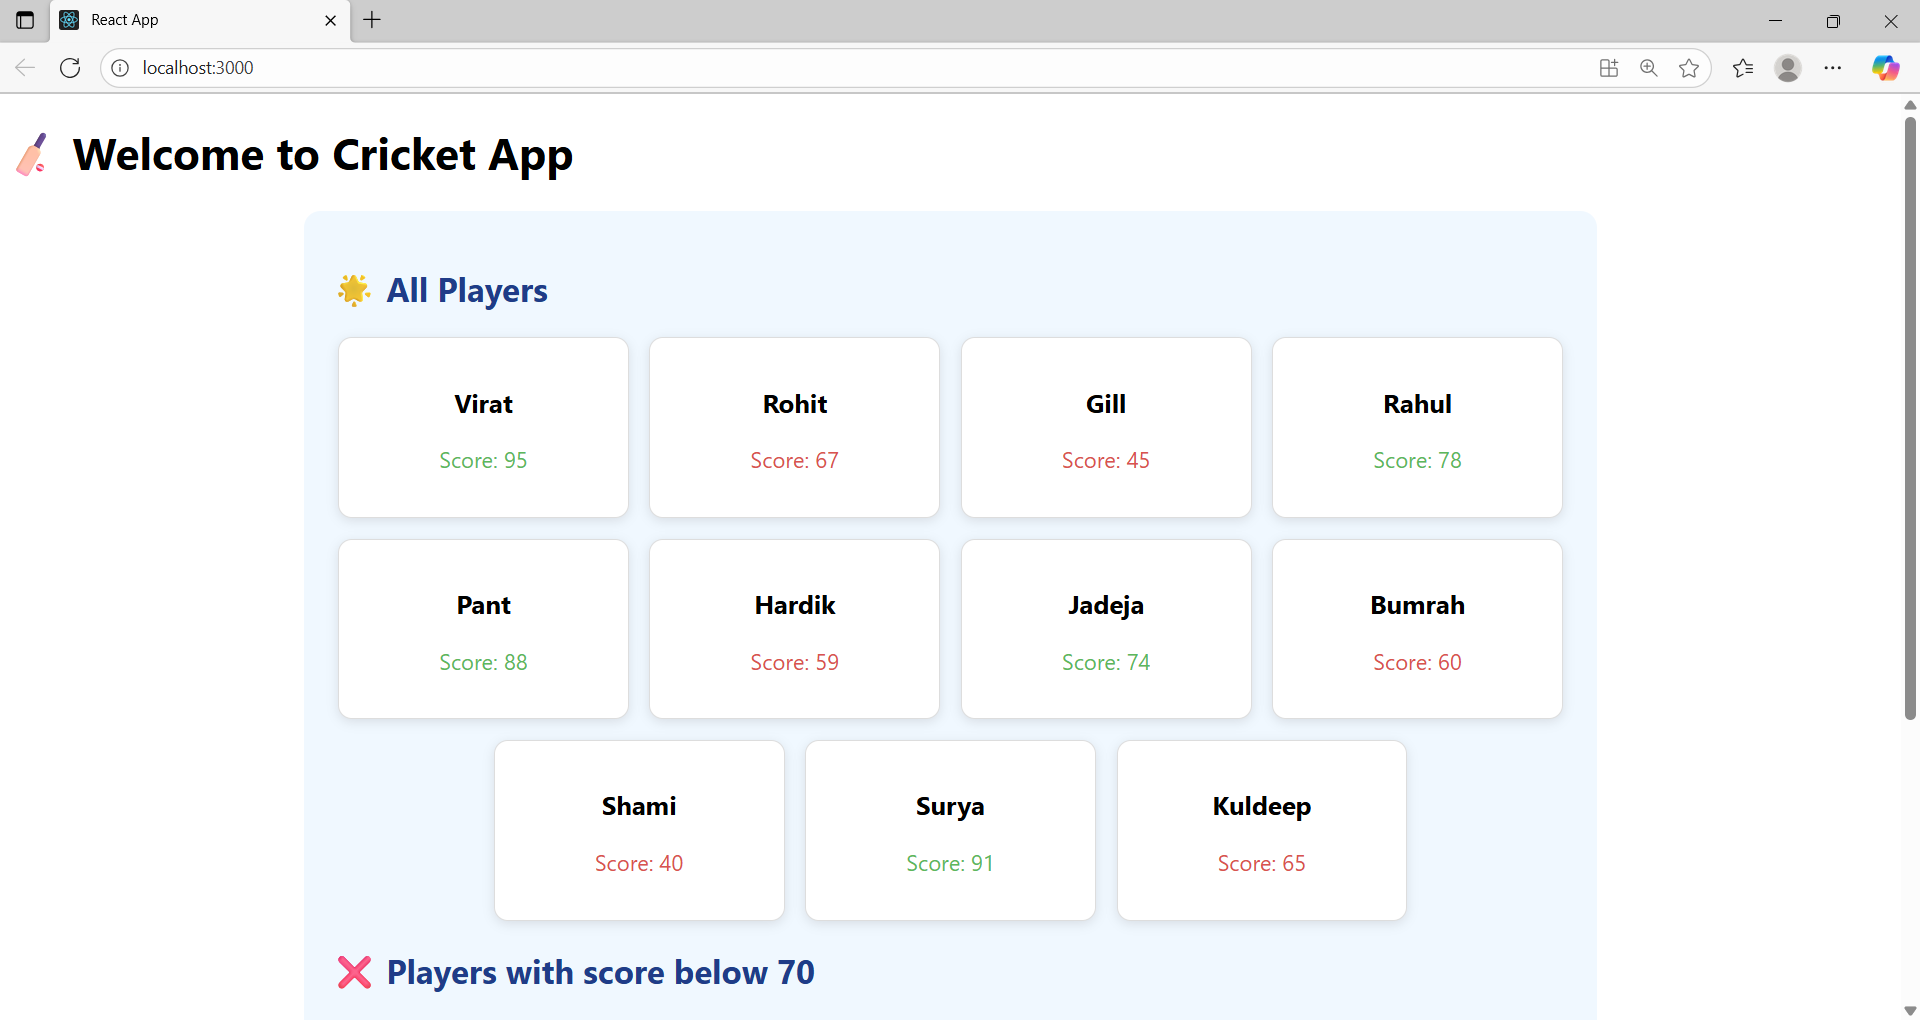 React App
localhost:3000
Welcome to Cricket App
All Players
Virat Rohit Gill Rahul
Score: 95 Score: 67 Score: 45 Score: 78
Pant Hardik Jadeja Bumrah
Score: 88 Score: 59 Score: 74 Score: 60
Shami Surya Kuldeep
Score: 40 Score: 91 Score: 65
Players with score below 70